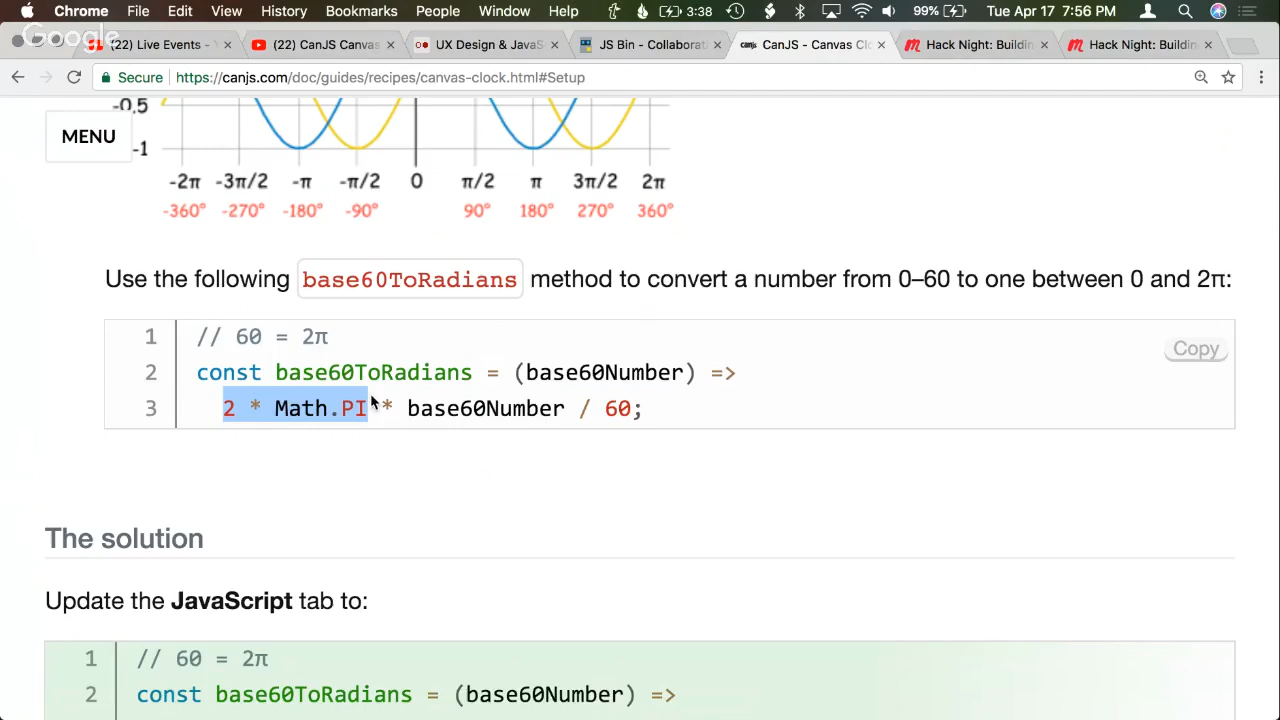 Chrome File Edit View History Bookmarks People Window Help 3:38 99% Tue Apr 17 7:56 PM
Google
(22) Live Events - Y
(22) CanJS Canvas
UX Design & JavaS
JS Bin - Collaborati
CanJS - Canvas Clo
Hack Night: Building
Hack Night: Building
Secure https://canjs.com/doc/guides/recipes/canvas-clock.html#Setup
-0.5
MENU
-1
-2π -3π/2 -π -π/2 0 π/2 π 3π/2 2π
-360° -270° -180° -90° 90° 180° 270° 360°
Use the following base60ToRadians method to convert a number from 0–60 to one between 0 and 2π:
1 // 60 = 2π
Copy
2 const base60ToRadians = (base60Number) =>
3 2 * Math.PI * base60Number / 60;
The solution
Update the JavaScript tab to:
1 // 60 = 2π
2 const base60ToRadians = (base60Number) =>